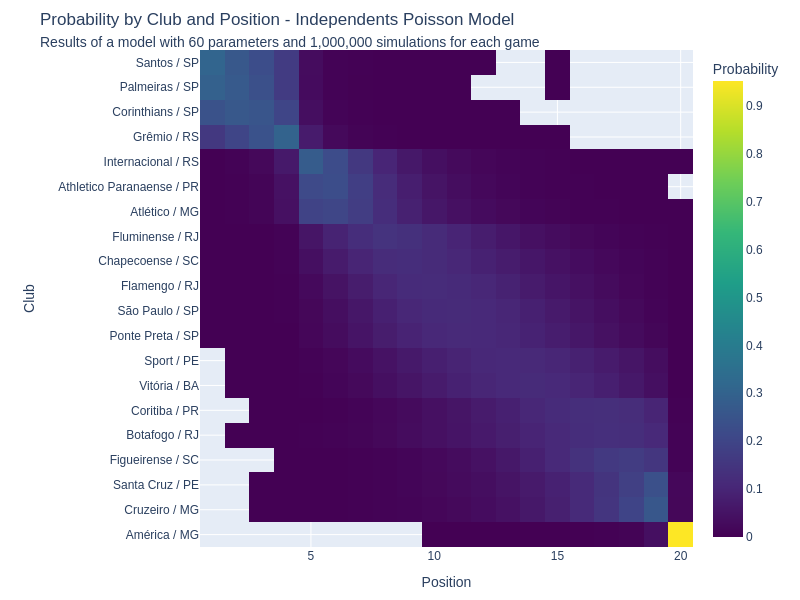 Probability by Club and Position - Independents Poisson Model
Results of a model with 60 parameters and 1,000,000 simulations for each game
Probability
Santos / SP
Palmeiras / SP
Corinthians / SP
Grêmio / RS
Internacional / RS
Athletico Paranaense / PR
Atlético / MG
Fluminense / RJ
Chapecoense / SC
Flamengo / RJ
São Paulo / SP
Ponte Preta / SP
Sport / PE
Vitória / BA
Coritiba / PR
Botafogo / RJ
Figueirense / SC
Santa Cruz / PE
Cruzeiro / MG
América / MG
Club
5
10
15
20
Position
0.9
0.8
0.7
0.6
0.5
0.4
0.3
0.2
0.1
0